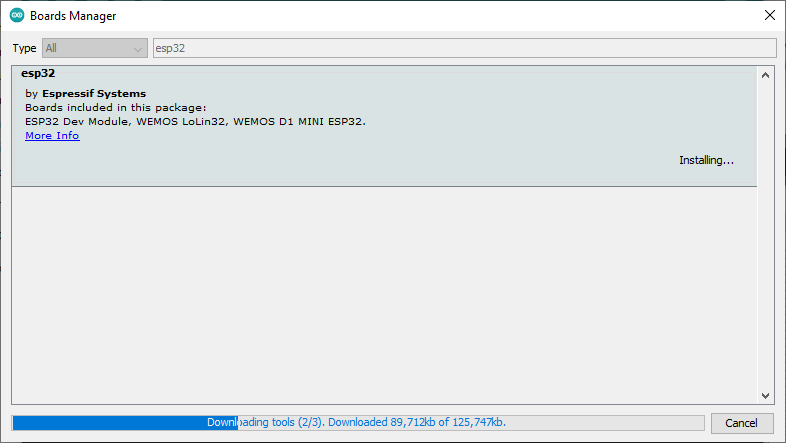 Boards Manager
Type All esp32
esp32
by Espressif Systems
Boards included in this package:
ESP32 Dev Module, WEMOS LoLin32, WEMOS D1 MINI ESP32.
More Info
Installing...
Downloading tools (2/3). Downloaded 89,712kb of 125,747kb.
Cancel